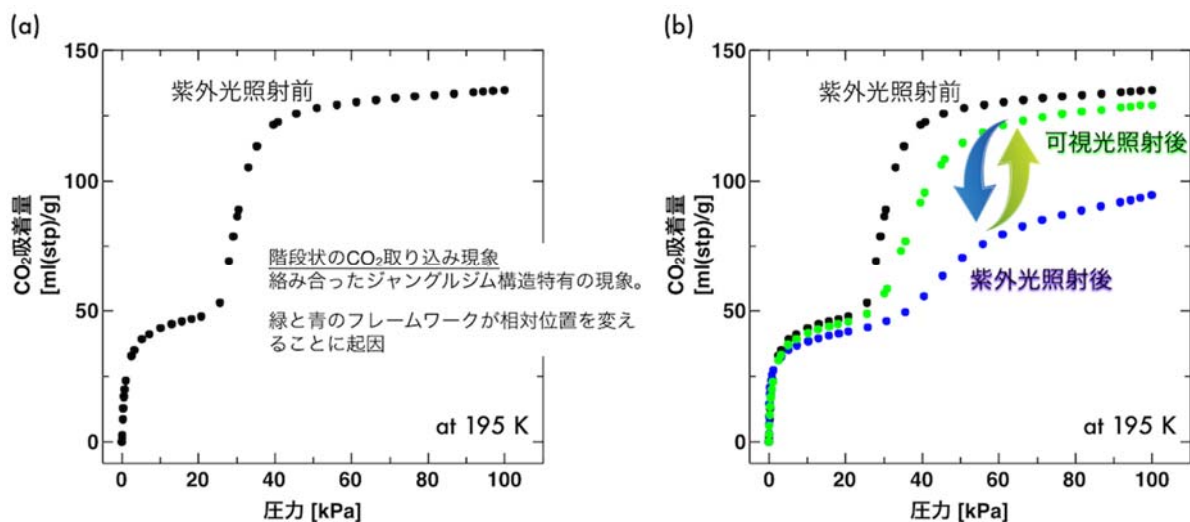 (a)
150
100
50
0
CO₂吸着量
[ml(stp)/g]
紫外光照射前
階段状のCO₂取り込み現象
絡み合ったジャングルジム構造特有の現象。
緑と青のフレームワークが相対位置を変え
ることに起因
at 195 K
0 20 40 60 80 100
圧力 [kPa]
(b)
150
100
50
0
CO₂吸着量
[ml(stp)/g]
紫外光照射前
可視光照射後
紫外光照射後
at 195 K
0 20 40 60 80 100
圧力 [kPa]